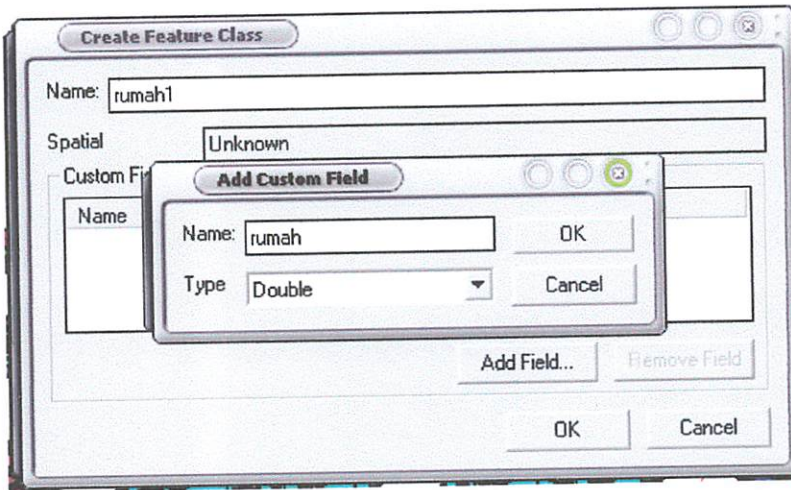 Create Feature Class
Name: rumah1
Spatial Unknown
Custom Fi
Name
Add Custom Field
Name: rumah OK
Type Double Cancel
Add Field... Remove Field
OK Cancel